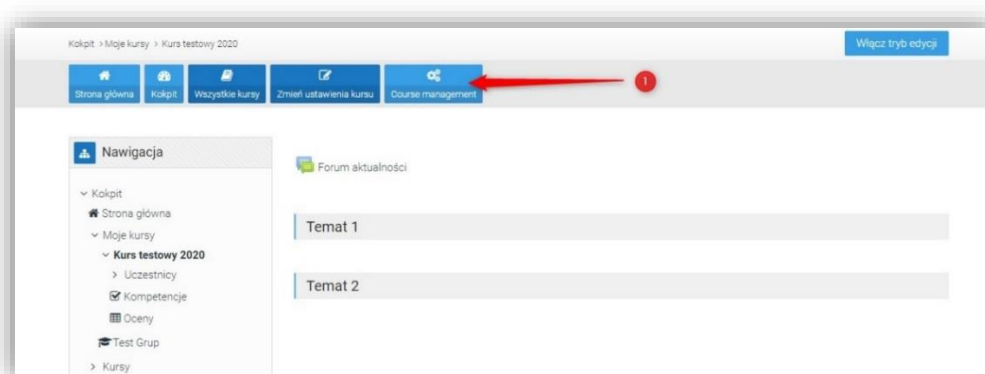 Kokpit > Moje kursy > Kurs testowy 2020
Włącz tryb edycji
Strona główna
Kokpit
Wszystkie kursy
Zmień ustawienia kursu
Course management
1
Nawigacja
Forum aktualności
Kokpit
Strona główna
Temat 1
Moje kursy
Kurs testowy 2020
Uczestnicy
Temat 2
Kompetencje
Oceny
Test Grup
Kursy